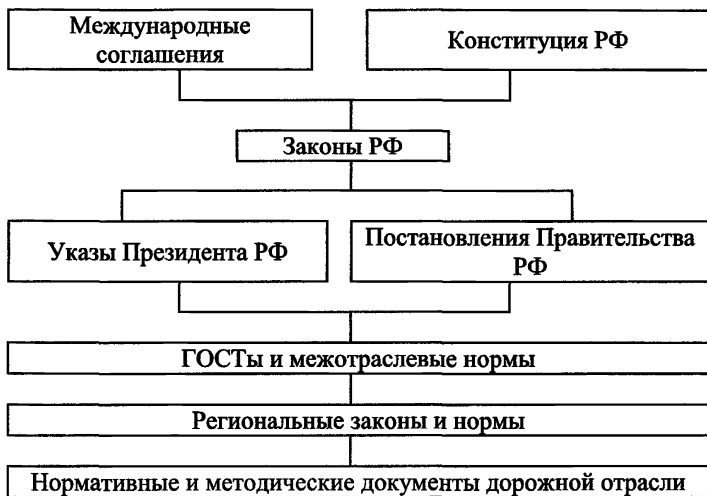 Международные
соглашения
Конституция РФ
Законы РФ
Указы Президента РФ
Постановления Правительства
РФ
ГОСТы и межотраслевые нормы
Региональные законы и нормы
Нормативные и методические документы дорожной отрасли